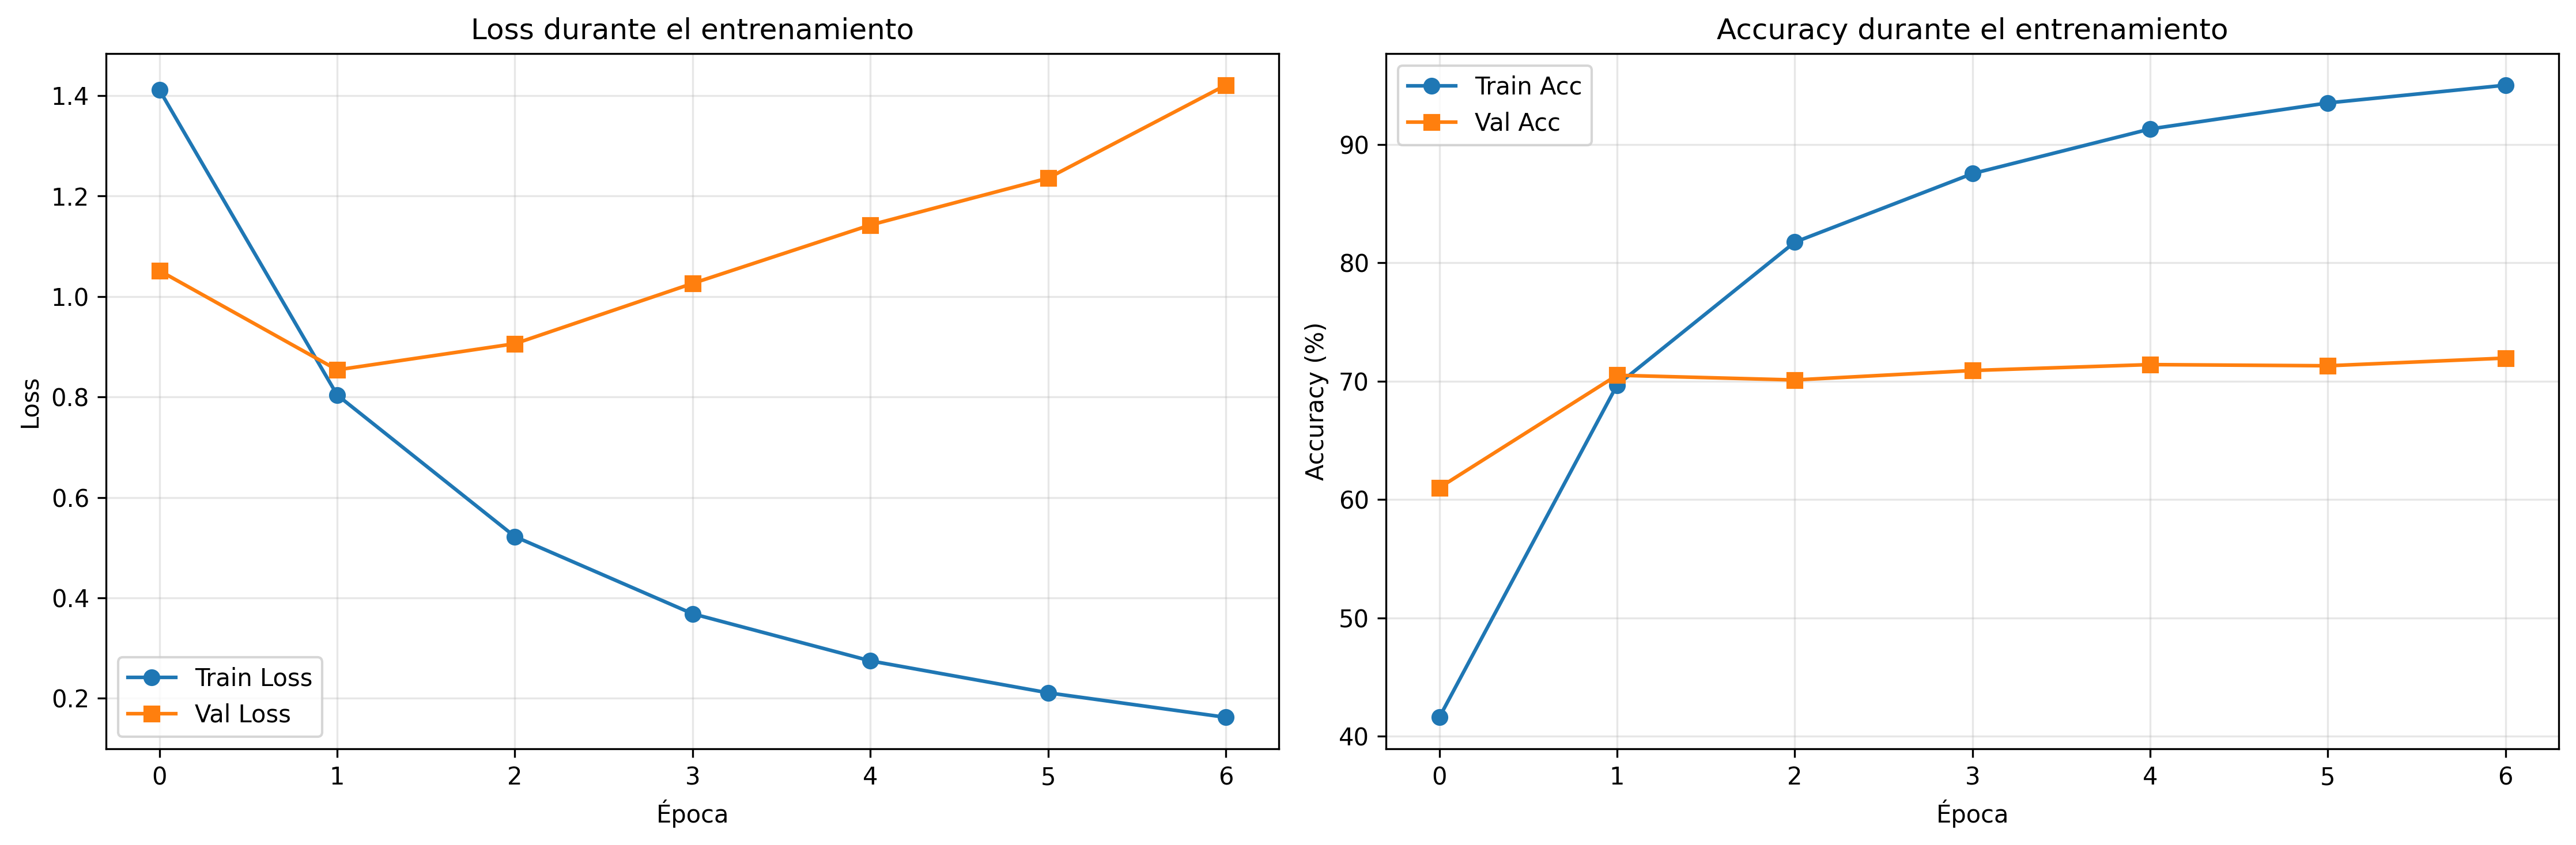 Loss durante el entrenamiento
Loss
1.4
1.2
1.0
0.8
0.6
0.4
0.2
Train Loss
Val Loss
0 1 2 3 4 5 6
Época
Accuracy durante el entrenamiento
Accuracy (%)
Train Acc
Val Acc
90
80
70
60
50
40
0 1 2 3 4 5 6
Época